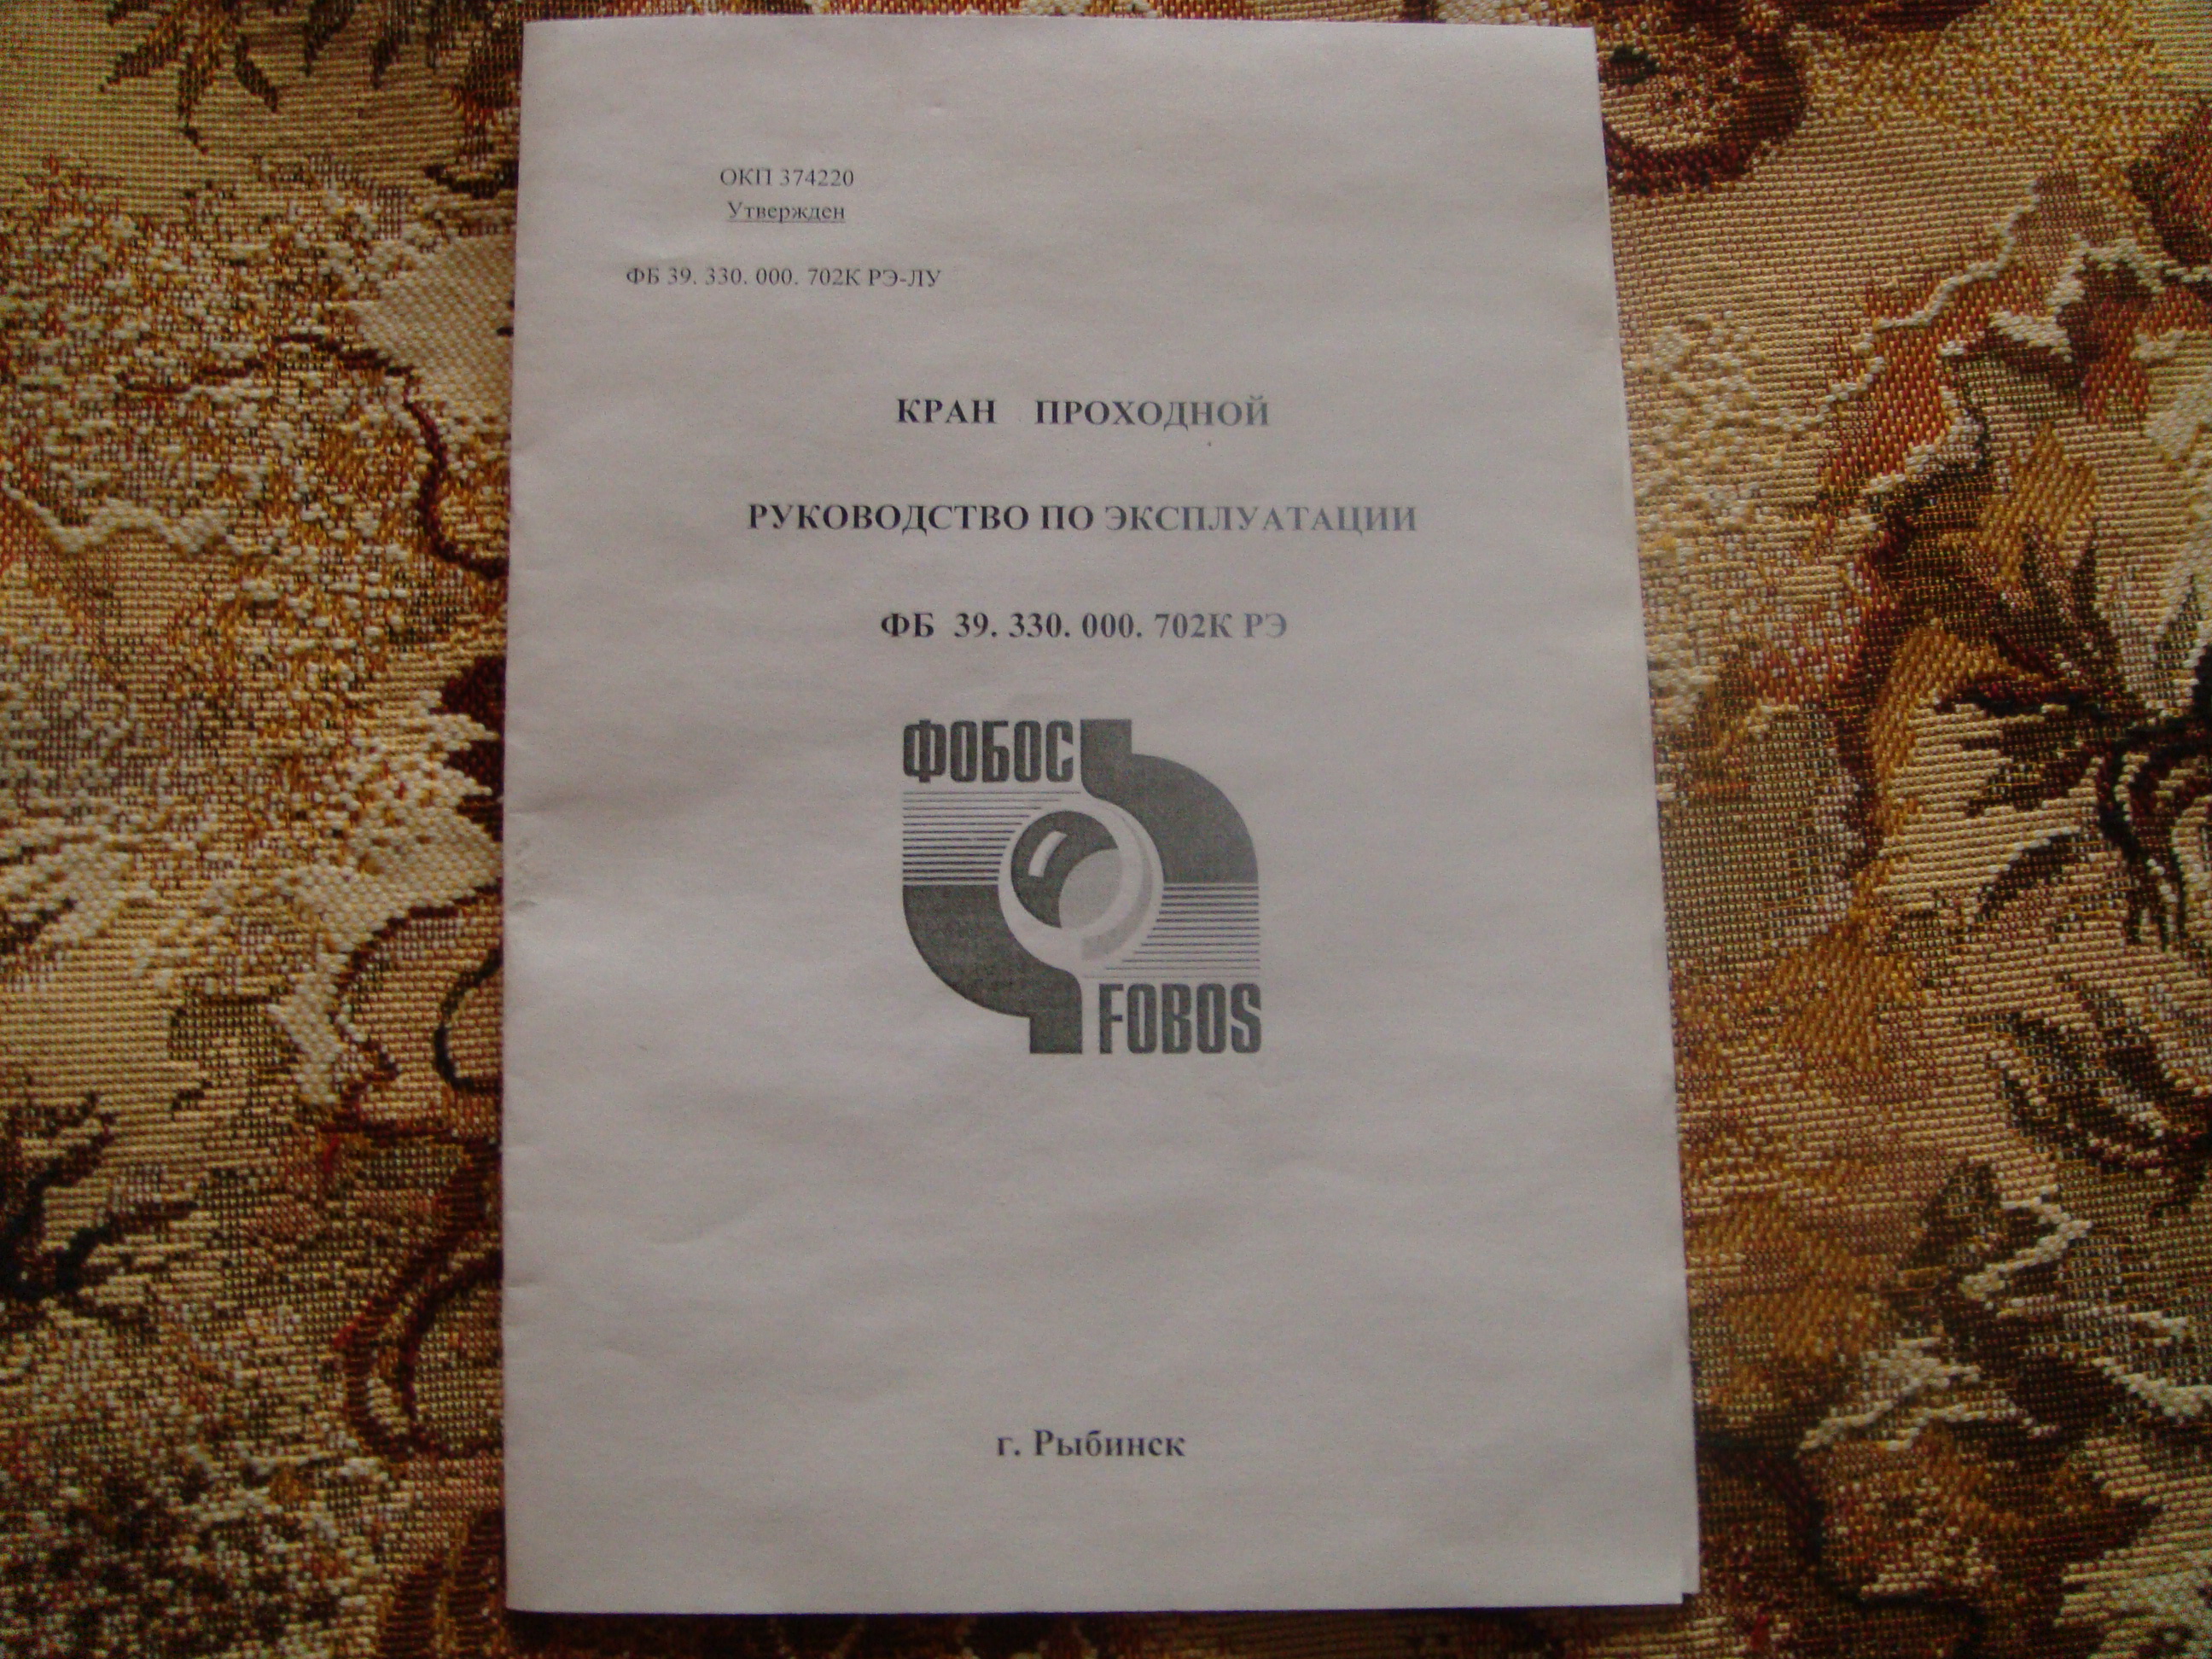 ОКП 374220
Утвержден
ФБ 39. 330. 000. 702К РЭ-ЛУ
КРАН ПРОХОДНОЙ
РУКОВОДСТВО ПО ЭКСПЛУАТАЦИИ
ФБ 39. 330. 000. 702К РЭ
ФОБОС
FOBOS
г. Рыбинск